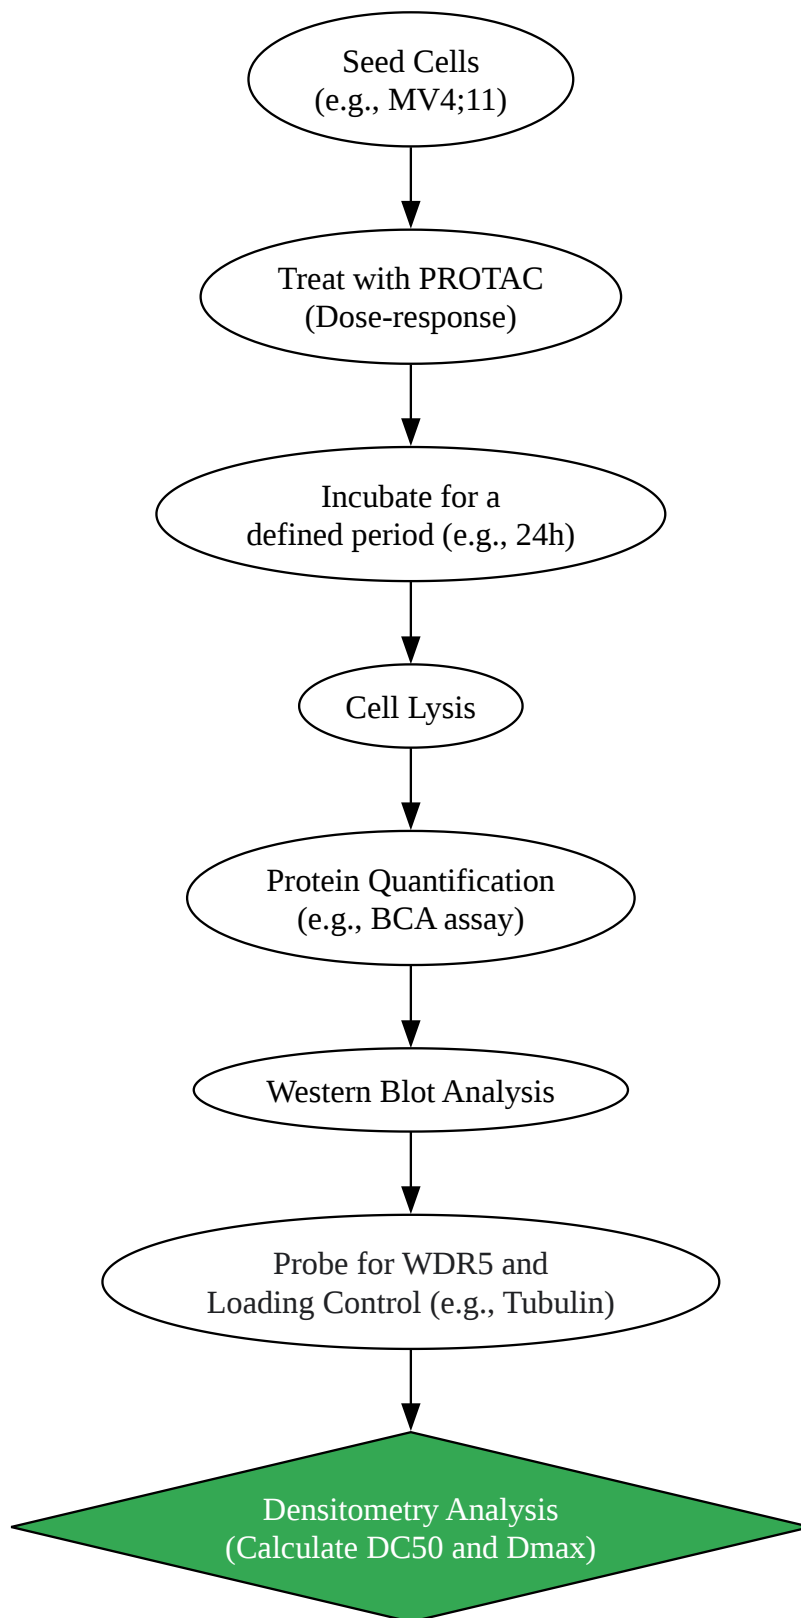 Seed Cells
(e.g., MV4;11)
Treat with PROTAC
(Dose-response)
Incubate for a
defined period (e.g., 24h)
Cell Lysis
Protein Quantification
(e.g., BCA assay)
Western Blot Analysis
Probe for WDR5 and
Loading Control (e.g., Tubulin)
Densitometry Analysis
(Calculate DC50 and Dmax)